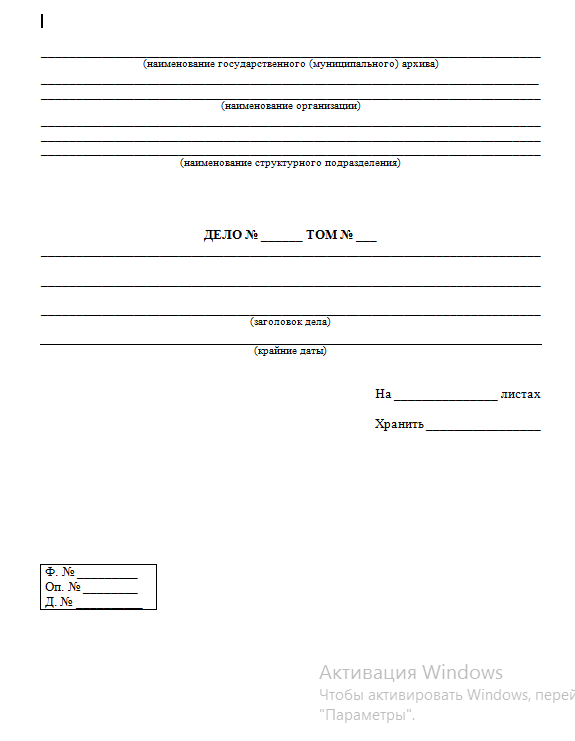 (наименование государственного (муниципального) архива)
(наименование организации)
(наименование структурного подразделения)
ДЕЛО № ______ ТОМ № ___
(заголовок дела)
(крайние даты)
На _______________ листах
Хранить _________________
Ф. № _________
Оп. № ________
Д. № __________
Активация Windows
Чтобы активировать Windows, перей
"Параметры".